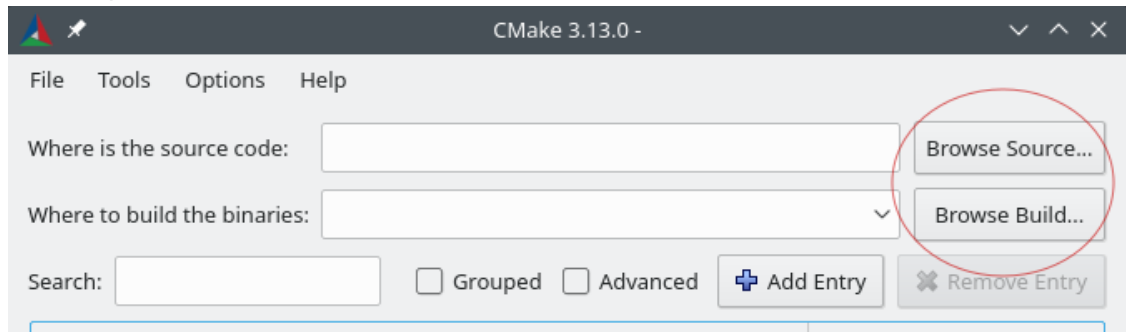 CMake 3.13.0 -
File Tools Options Help
Where is the source code: Browse Source...
Where to build the binaries: Browse Build...
Search: Grouped Advanced Add Entry Remove Entry